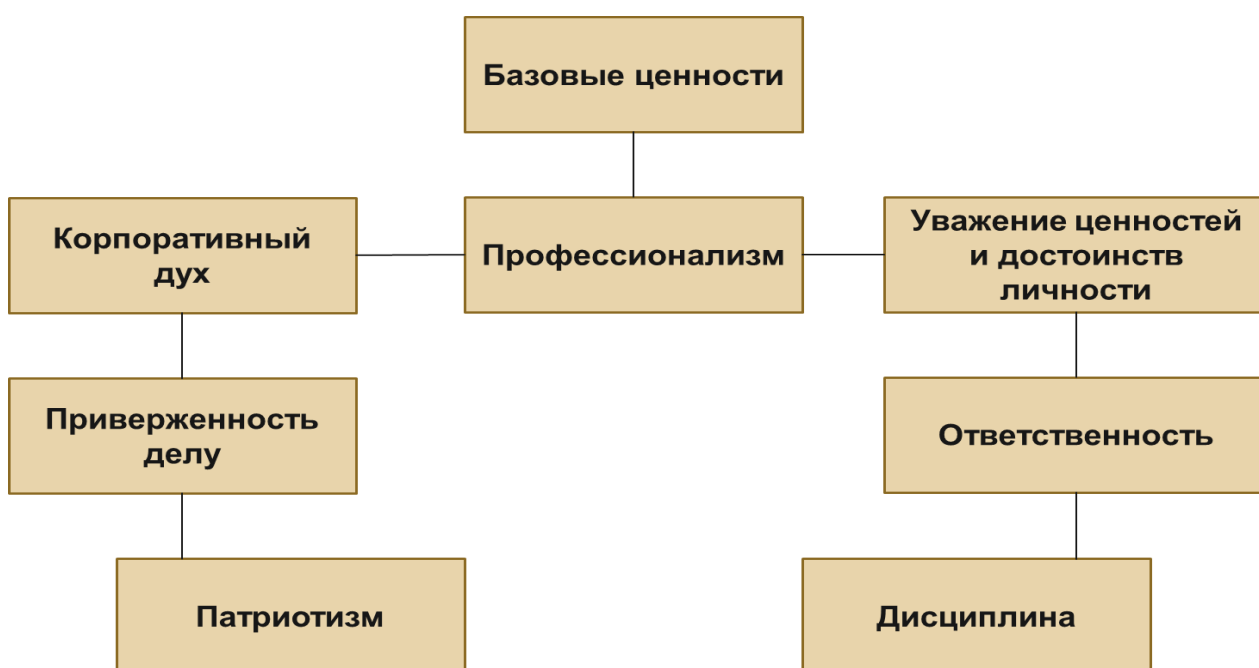 Базовые ценности
Корпоративный
дух
Профессионализм
Уважение ценностей
и достоинств
личности
Приверженность
делу
Ответственность
Патриотизм
Дисциплина